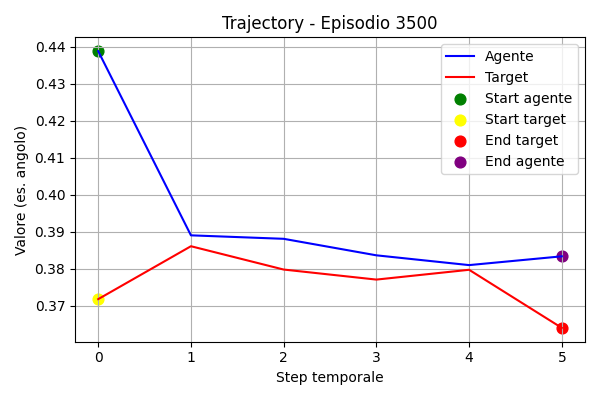 Trajectory - Episodio 3500
0.44
0.43
0.42
0.41
0.40
0.39
0.38
0.37
Valore (es. angolo)
Agente
Target
Start agente
Start target
End target
End agente
0 1 2 3 4 5
Step temporale